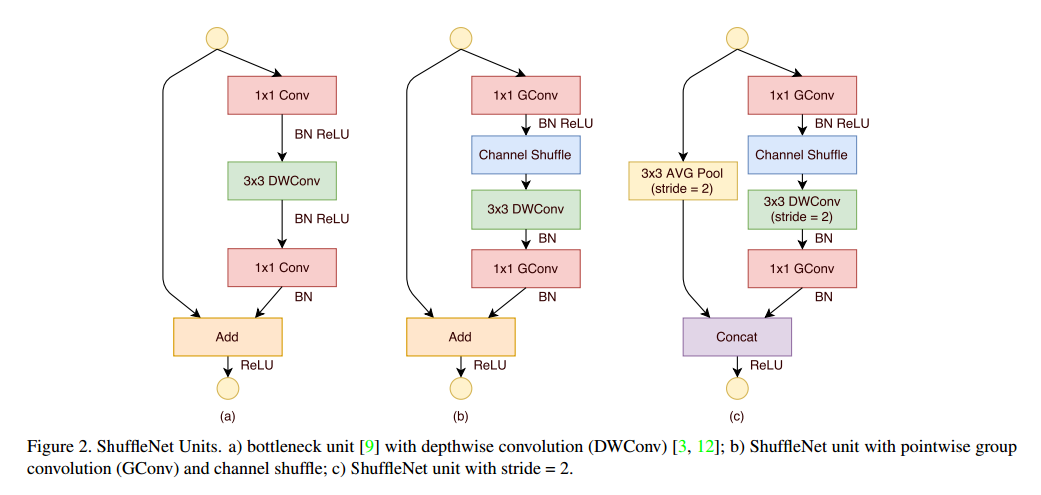 1x1 Conv
BN ReLU
3x3 DWConv
BN ReLU
1x1 Conv
BN
Add
ReLU
(a)
1x1 GConv
BN ReLU
Channel Shuffle
3x3 DWConv
BN
1x1 GConv
BN
Add
ReLU
(b)
1x1 GConv
BN ReLU
Channel Shuffle
3x3 AVG Pool
(stride = 2)
3x3 DWConv
(stride = 2)
BN
1x1 GConv
BN
Concat
ReLU
(c)
Figure 2. ShuffleNet Units. a) bottleneck unit [9] with depthwise convolution (DWConv) [3, 12]; b) ShuffleNet unit with pointwise group
convolution (GConv) and channel shuffle; c) ShuffleNet unit with stride = 2.